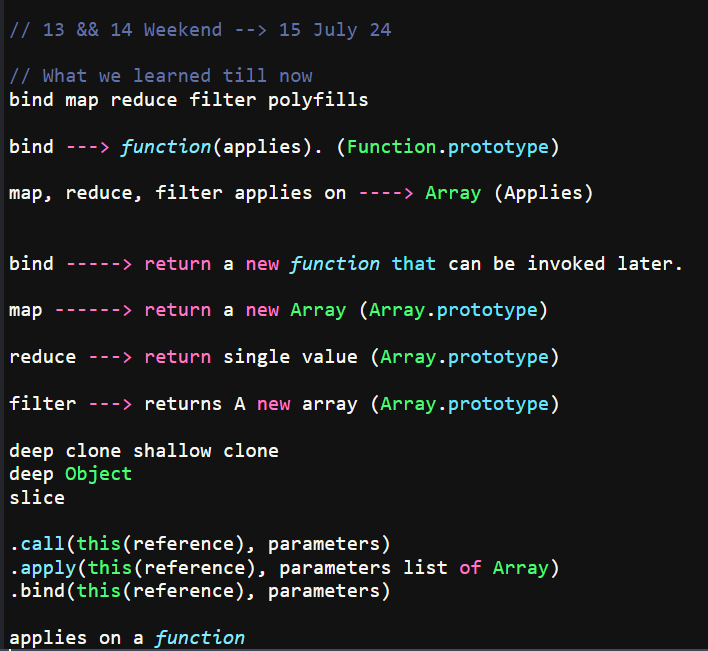 // 13 && 14 Weekend --> 15 July 24
// What we learned till now
bind map reduce filter polyfills
bind ---> function(applies). (Function.prototype)
map, reduce, filter applies on ----> Array (Applies)
bind -----> return a new function that can be invoked later.
map ------> return a new Array (Array.prototype)
reduce ---> return single value (Array.prototype)
filter ---> returns A new array (Array.prototype)
deep clone shallow clone
deep Object
slice
.call(this(reference), parameters)
.apply(this(reference), parameters list of Array)
.bind(this(reference), parameters)
applies on a function